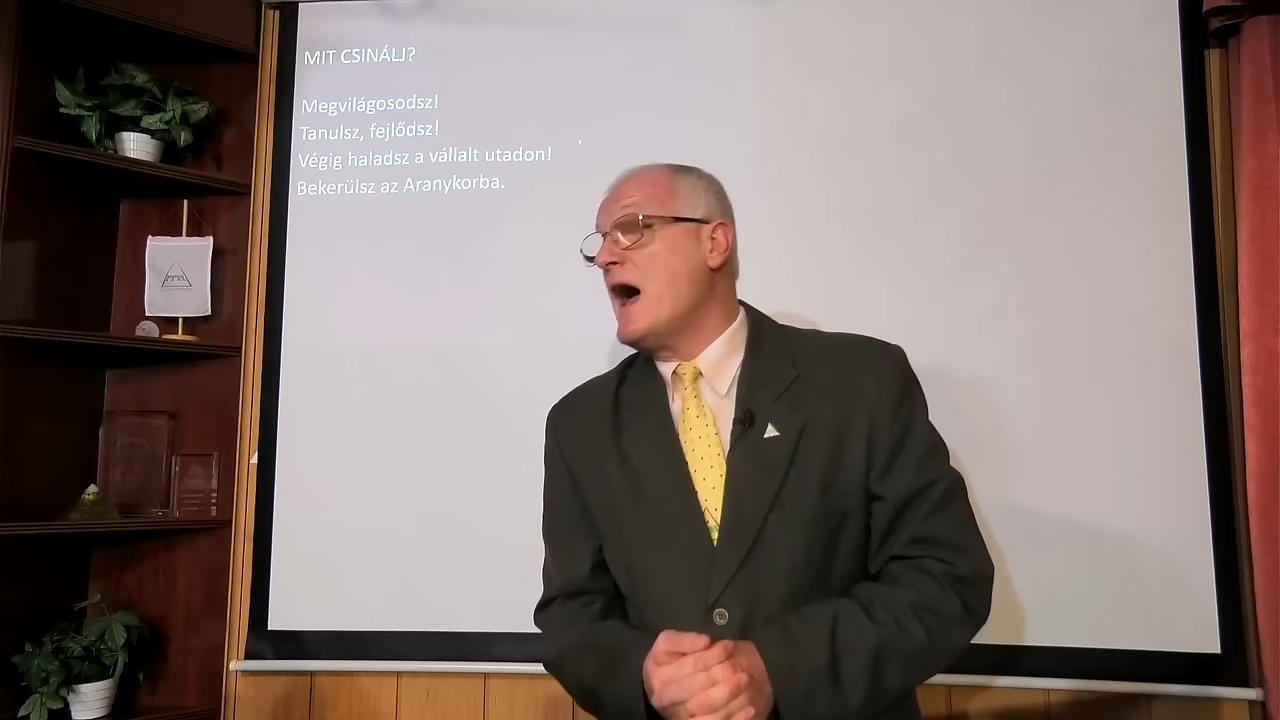 MIT CSINÁLJ?
Megvilágosodsz!
Tanulsz, fejlődsz!
Végig haladsz a vállalt utadon!
Bekerülsz az Aranykorba.